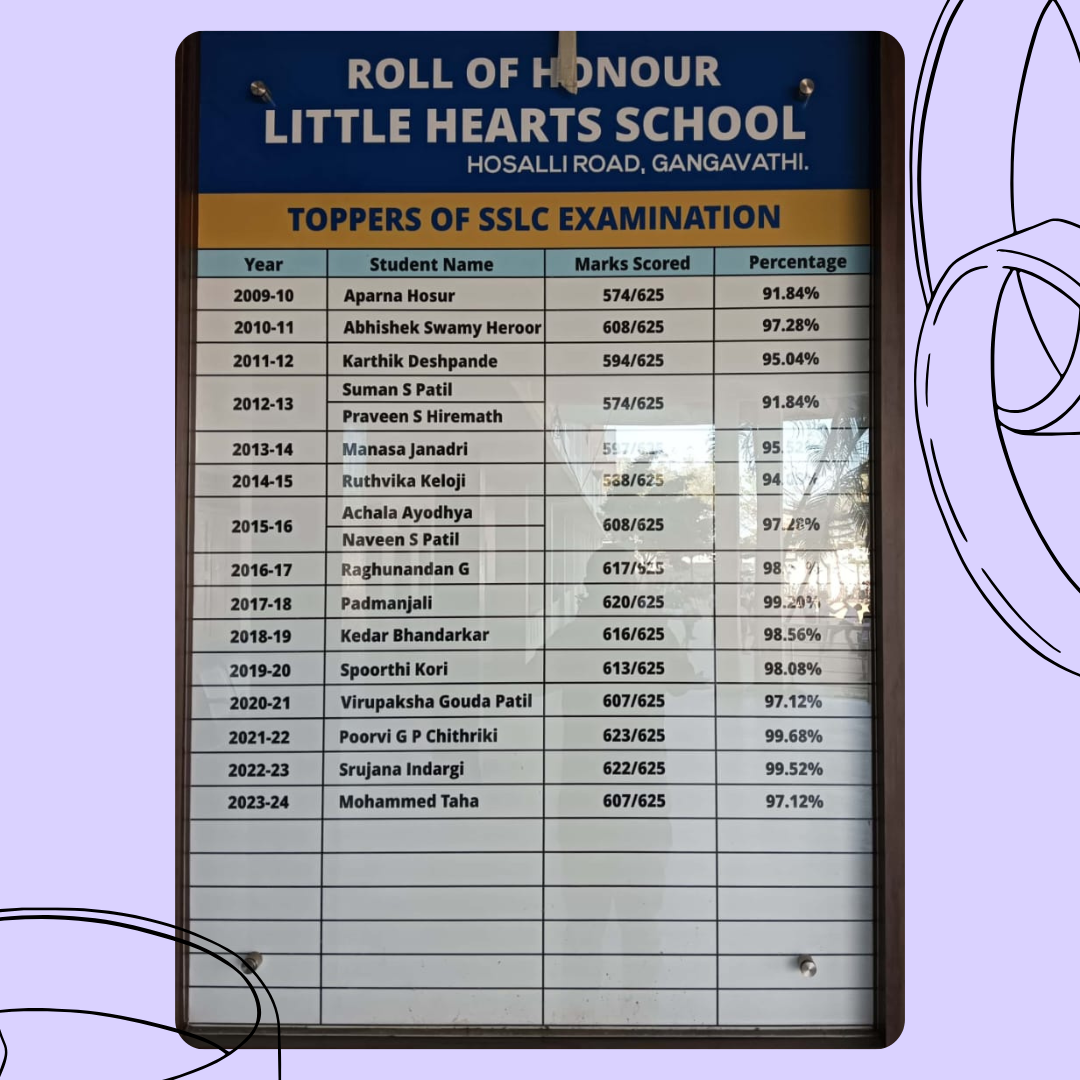 ROLL OF HONOUR
LITTLE HEARTS SCHOOL
HOSALLI ROAD, GANGAVATHI.
TOPPERS OF SSLC EXAMINATION
Year Student Name Marks Scored Percentage
2009-10 Aparna Hosur 574/625 91.84%
2010-11 Abhishek Swamy Heroor 608/625 97.28%
2011-12 Karthik Deshpande 594/625 95.04%
2012-13 Suman S Patil 574/625 91.84%
Praveen S Hiremath
2013-14 Manasa Janadri
2014-15 Ruthvika Keloji 588/625
2015-16 Achala Ayodhya 608/625 97.28%
Naveen S Patil
2016-17 Raghunandan G 617/625
2017-18 Padmanjali 620/625 99.20%
2018-19 Kedar Bhandarkar 616/625 98.56%
2019-20 Spoorthi Kori 613/625 98.08%
2020-21 Virupaksha Gouda Patil 607/625 97.12%
2021-22 Poorvi G P Chithriki 623/625 99.68%
2022-23 Srujana Indargi 622/625 99.52%
2023-24 Mohammed Taha 607/625 97.12%